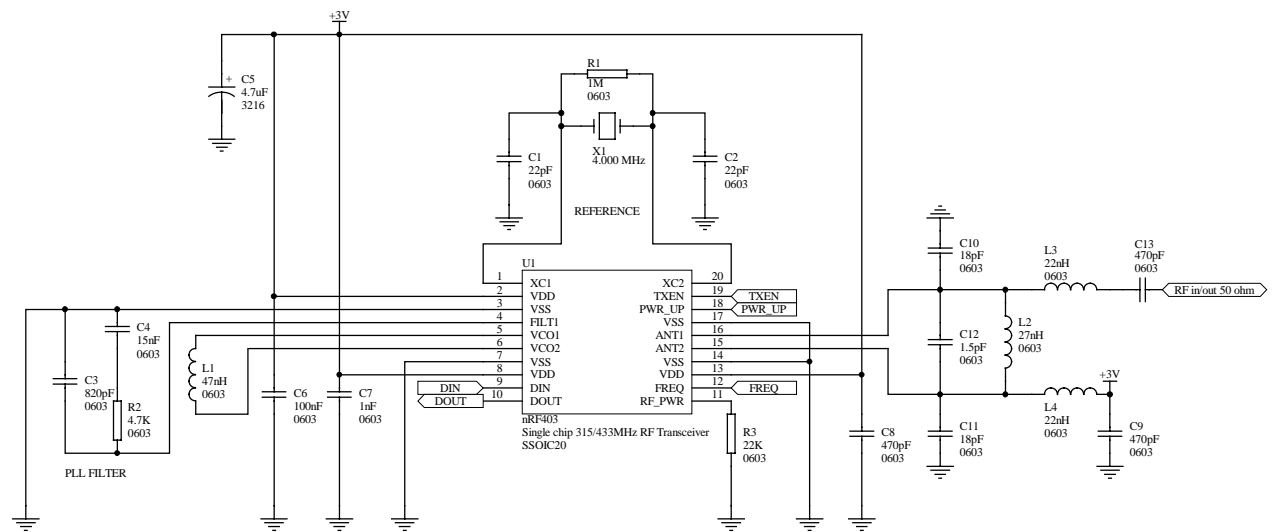 +3V
+
C5
4.7uF
3216
R1
1M
0603
X1
4.000 MHz
C1
22pF
0603
C2
22pF
0603
REFERENCE
U1
1 XC1 XC2 20
2 VDD TXEN 19 TXEN
3 VSS PWR_UP 18 PWR_UP
4 FILT1 VSS 17
5 VCO1 ANT1 16
6 VCO2 ANT2 15
7 VSS VSS 14
8 VDD VDD 13
DIN 9 DIN FREQ 12 FREQ
DOUT 10 DOUT RF_PWR 11
nRF403
Single chip 315/433MHz RF Transceiver
SSOIC20
C4
15nF
0603
C3
820pF
0603
R2
4.7K
0603
PLL FILTER
L1
47nH
0603
C6
100nF
0603
C7
1nF
0603
R3
22K
0603
C8
470pF
0603
C10
18pF
0603
L3
22nH
0603
C13
470pF
0603
RF in/out 50 ohm
C12
1.5pF
0603
L2
27nH
0603
+3V
L4
22nH
0603
C11
18pF
0603
C9
470pF
0603